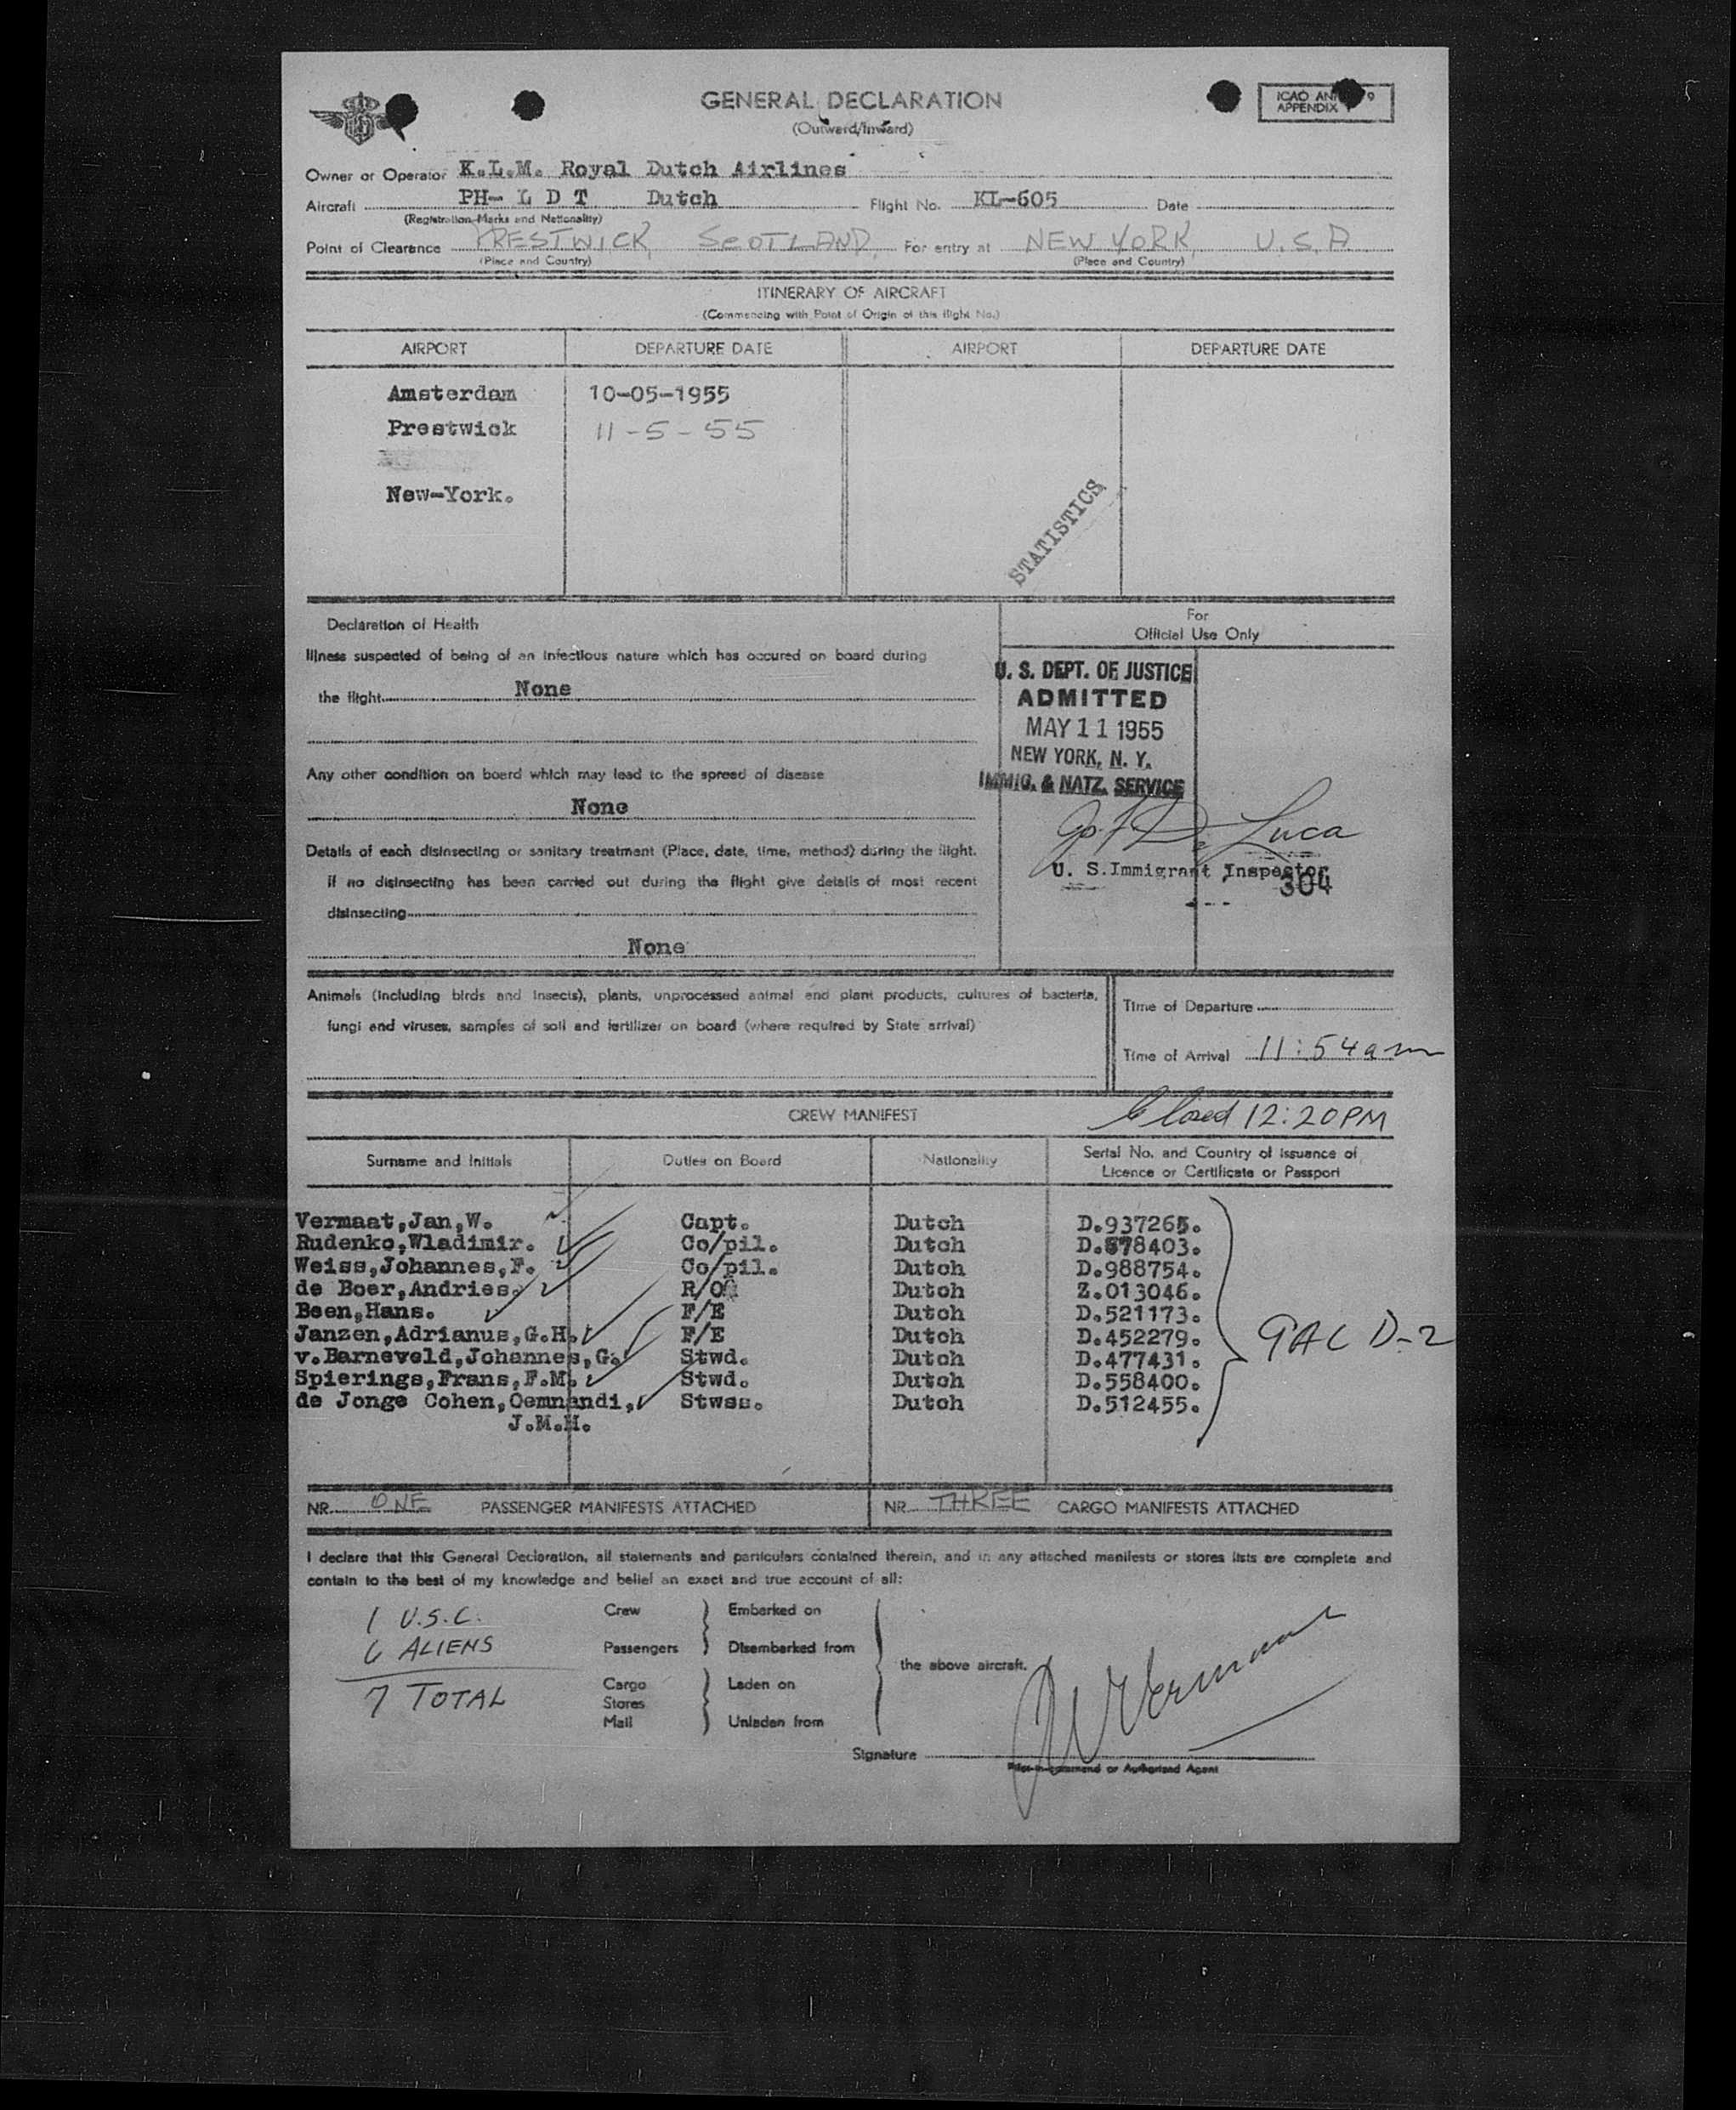 GENERAL DECLARATION
(Outward/Inward)
ICAO ANNEX 9
APPENDIX
Owner or Operator K.L.M. Royal Dutch Airlines
Aircraft PH- L D T Dutch Flight No. KL-605 Date
(Registration Marks and Nationality)
Point of Clearance PRESTWICK, SCOTLAND, For entry at NEW YORK, U.S.A
(Place and Country) (Place and Country)
ITINERARY OF AIRCRAFT
(Commencing with Point of Origin of this flight No.)
AIRPORT DEPARTURE DATE AIRPORT DEPARTURE DATE
Amsterdam 10-05-1955
Prestwick 11-5-55
New-York.
STATISTICS
Declaration of Health
For
Official Use Only
Illness suspected of being of an infectious nature which has occured on board during
the flight None
U. S. DEPT. OF JUSTICE
ADMITTED
MAY 11 1955
NEW YORK, N. Y.
IMMIG. & NATZ. SERVICE
Any other condition on board which may lead to the spread of disease
None
De Luca
U. S. Immigrant Inspector
304
Details of each disinsecting or sanitary treatment (Place, date, time, method) during the flight.
if no disinsecting has been carried out during the flight give details of most recent
disinsecting
None
Animals (including birds and insects), plants, unprocessed animal and plant products, cultures of bacteria,
fungi and viruses, samples of soil and fertilizer on board (where required by State arrival)
Time of Departure
Time of Arrival 11:54am
CREW MANIFEST
Closed 12:20PM
Surname and Initials Duties on Board Nationality Serial No. and Country of Issuance of
Licence or Certificate or Passport
Vermaat,Jan,W. Capt. Dutch D.937265.
Rudenko,Wladimir. Co/pil. Dutch D.878403.
Weiss,Johannes,F. Co/pil. Dutch D.988754.
de Boer,Andries. R/O Dutch Z.013046.
Been,Hans. F/E Dutch D.521173.
Janzen,Adrianus,G.H. F/E Dutch D.452279.
v.Barneveld,Johannes,G. Stwd. Dutch D.477431.
Spierings,Frans,F.M. Stwd. Dutch D.558400.
de Jonge Cohen,Oemnandi, Stwss. Dutch D.512455.
J.M.H.
GAL D-2
NR. ONE PASSENGER MANIFESTS ATTACHED NR. THREE CARGO MANIFESTS ATTACHED
I declare that this General Declaration, all statements and particulars contained therein, and in any attached manifests or stores lists are complete and
contain to the best of my knowledge and belief an exact and true account of all:
1 U.S.C.
6 ALIENS
7 TOTAL
Crew Embarked on
Passengers Disembarked from
the above aircraft.
Cargo Laden on
Stores
Mail Unladen from
JWVermaat
Signature
Pilot-in-command or Authorised Agent